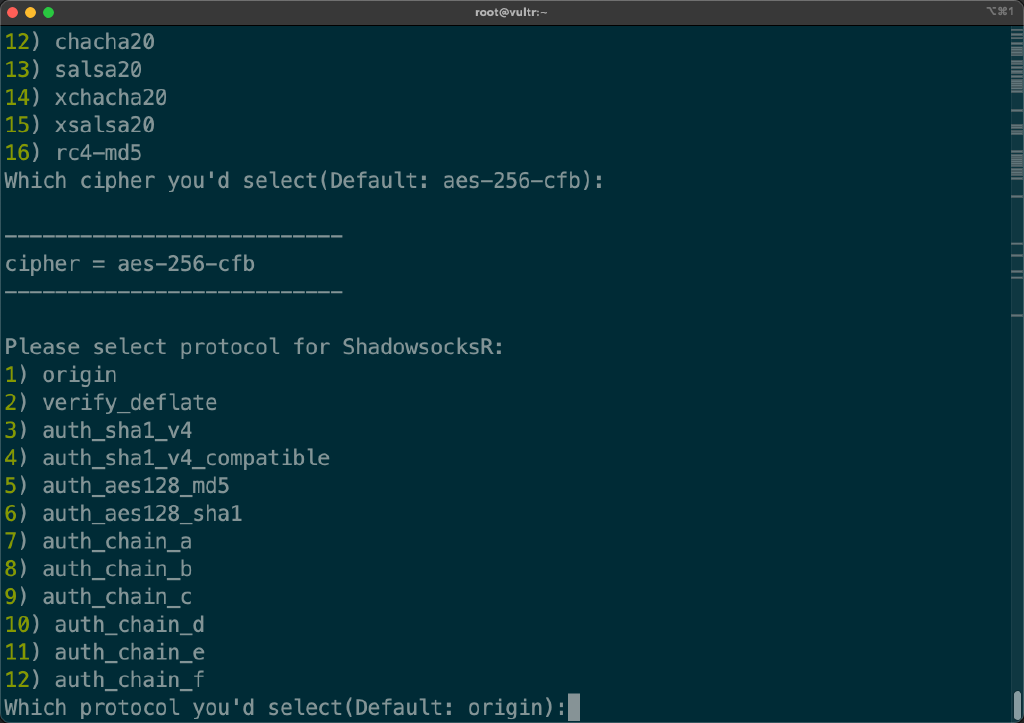 root@vultr:~
⌥⌘1
12) chacha20
13) salsa20
14) xchacha20
15) xsalsa20
16) rc4-md5
Which cipher you'd select(Default: aes-256-cfb):
---------------------------
cipher = aes-256-cfb
---------------------------
Please select protocol for ShadowsocksR:
1) origin
2) verify_deflate
3) auth_sha1_v4
4) auth_sha1_v4_compatible
5) auth_aes128_md5
6) auth_aes128_sha1
7) auth_chain_a
8) auth_chain_b
9) auth_chain_c
10) auth_chain_d
11) auth_chain_e
12) auth_chain_f
Which protocol you'd select(Default: origin):